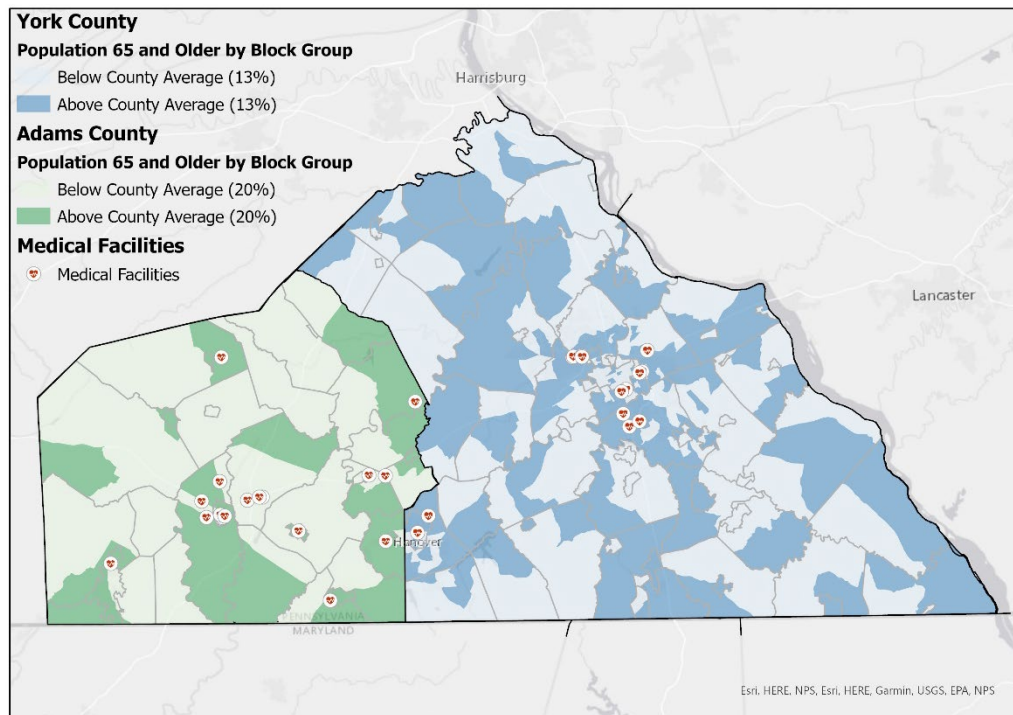 York County
Population 65 and Older by Block Group
Below County Average (13%)
Above County Average (13%)
Adams County
Population 65 and Older by Block Group
Below County Average (20%)
Above County Average (20%)
Medical Facilities
Medical Facilities
Harrisburg
Lancaster
Hanover
PENNSYLVANIA
MARYLAND
Esri, HERE, NPS, Esri, HERE, Garmin, USGS, EPA, NPS